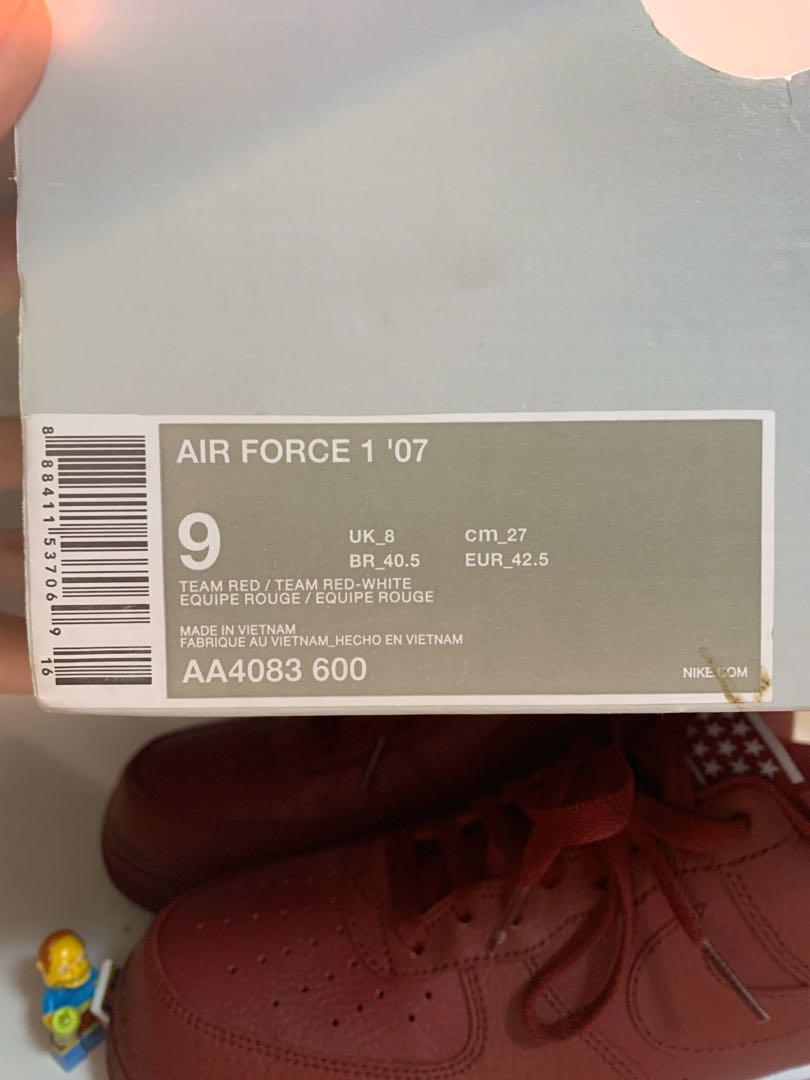 AIR FORCE 1 '07
9
UK_8 cm_27
BR_40.5 EUR_42.5
TEAM RED / TEAM RED-WHITE
EQUIPE ROUGE / EQUIPE ROUGE
MADE IN VIETNAM
FABRIQUE AU VIETNAM_HECHO EN VIETNAM
AA4083 600
NIKE.COM
8 88411 53706 9 16